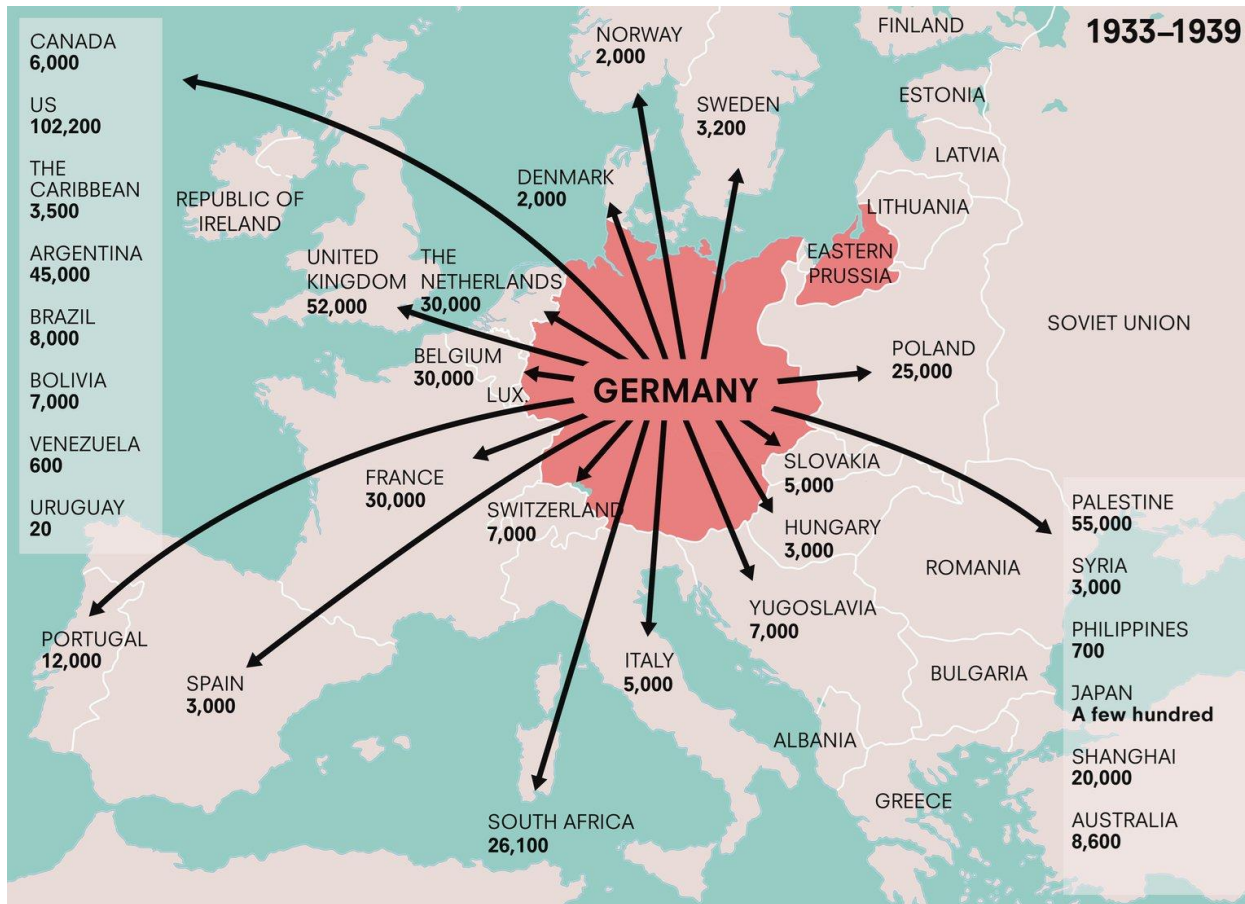 1933–1939
CANADA
6,000
US
102,200
THE
CARIBBEAN
3,500
ARGENTINA
45,000
BRAZIL
8,000
BOLIVIA
7,000
VENEZUELA
600
URUGUAY
20
NORWAY
2,000
SWEDEN
3,200
FINLAND
ESTONIA
LATVIA
LITHUANIA
DENMARK
2,000
REPUBLIC OF
IRELAND
UNITED
KINGDOM
52,000
THE
NETHERLANDS
30,000
EASTERN
PRUSSIA
SOVIET UNION
BELGIUM
30,000
LUX.
GERMANY
POLAND
25,000
FRANCE
30,000
SWITZERLAND
7,000
SLOVAKIA
5,000
HUNGARY
3,000
ROMANIA
YUGOSLAVIA
7,000
PORTUGAL
12,000
SPAIN
3,000
ITALY
5,000
BULGARIA
ALBANIA
GREECE
SOUTH AFRICA
26,100
PALESTINE
55,000
SYRIA
3,000
PHILIPPINES
700
JAPAN
A few hundred
SHANGHAI
20,000
AUSTRALIA
8,600